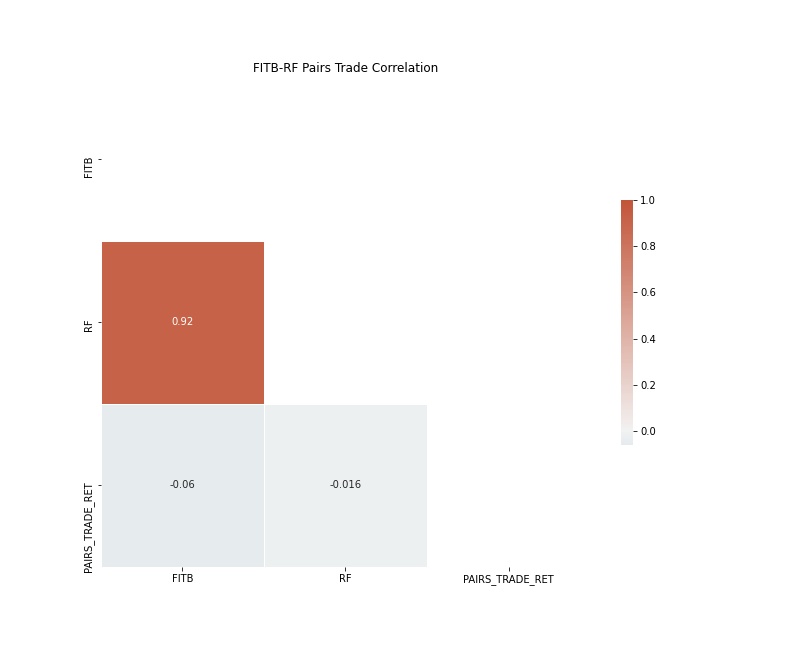 FITB-RF Pairs Trade Correlation
FITB
RF
PAIRS_TRADE_RET
0.92
-0.06
-0.016
FITB
RF
PAIRS_TRADE_RET
1.0
0.8
0.6
0.4
0.2
0.0